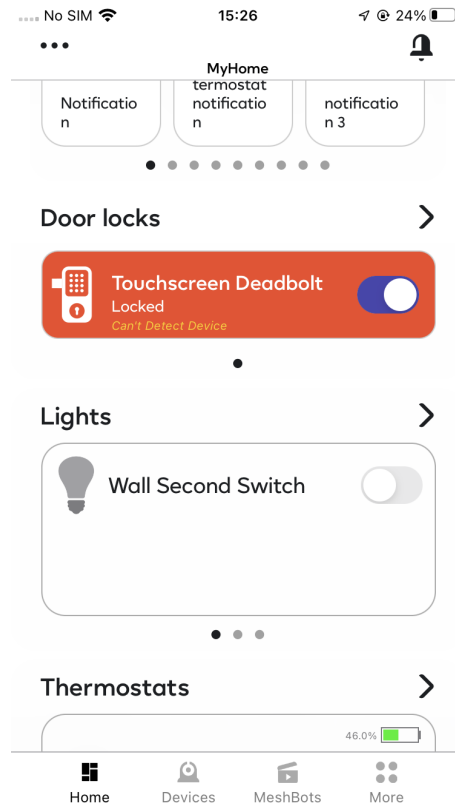 No SIM 15:26 24%
MyHome
termostat
Notificatio notificatio notificatio
n n n 3
Door locks
Touchscreen Deadbolt
Locked
Can't Detect Device
Lights
Wall Second Switch
Thermostats
46.0%
Home Devices MeshBots More